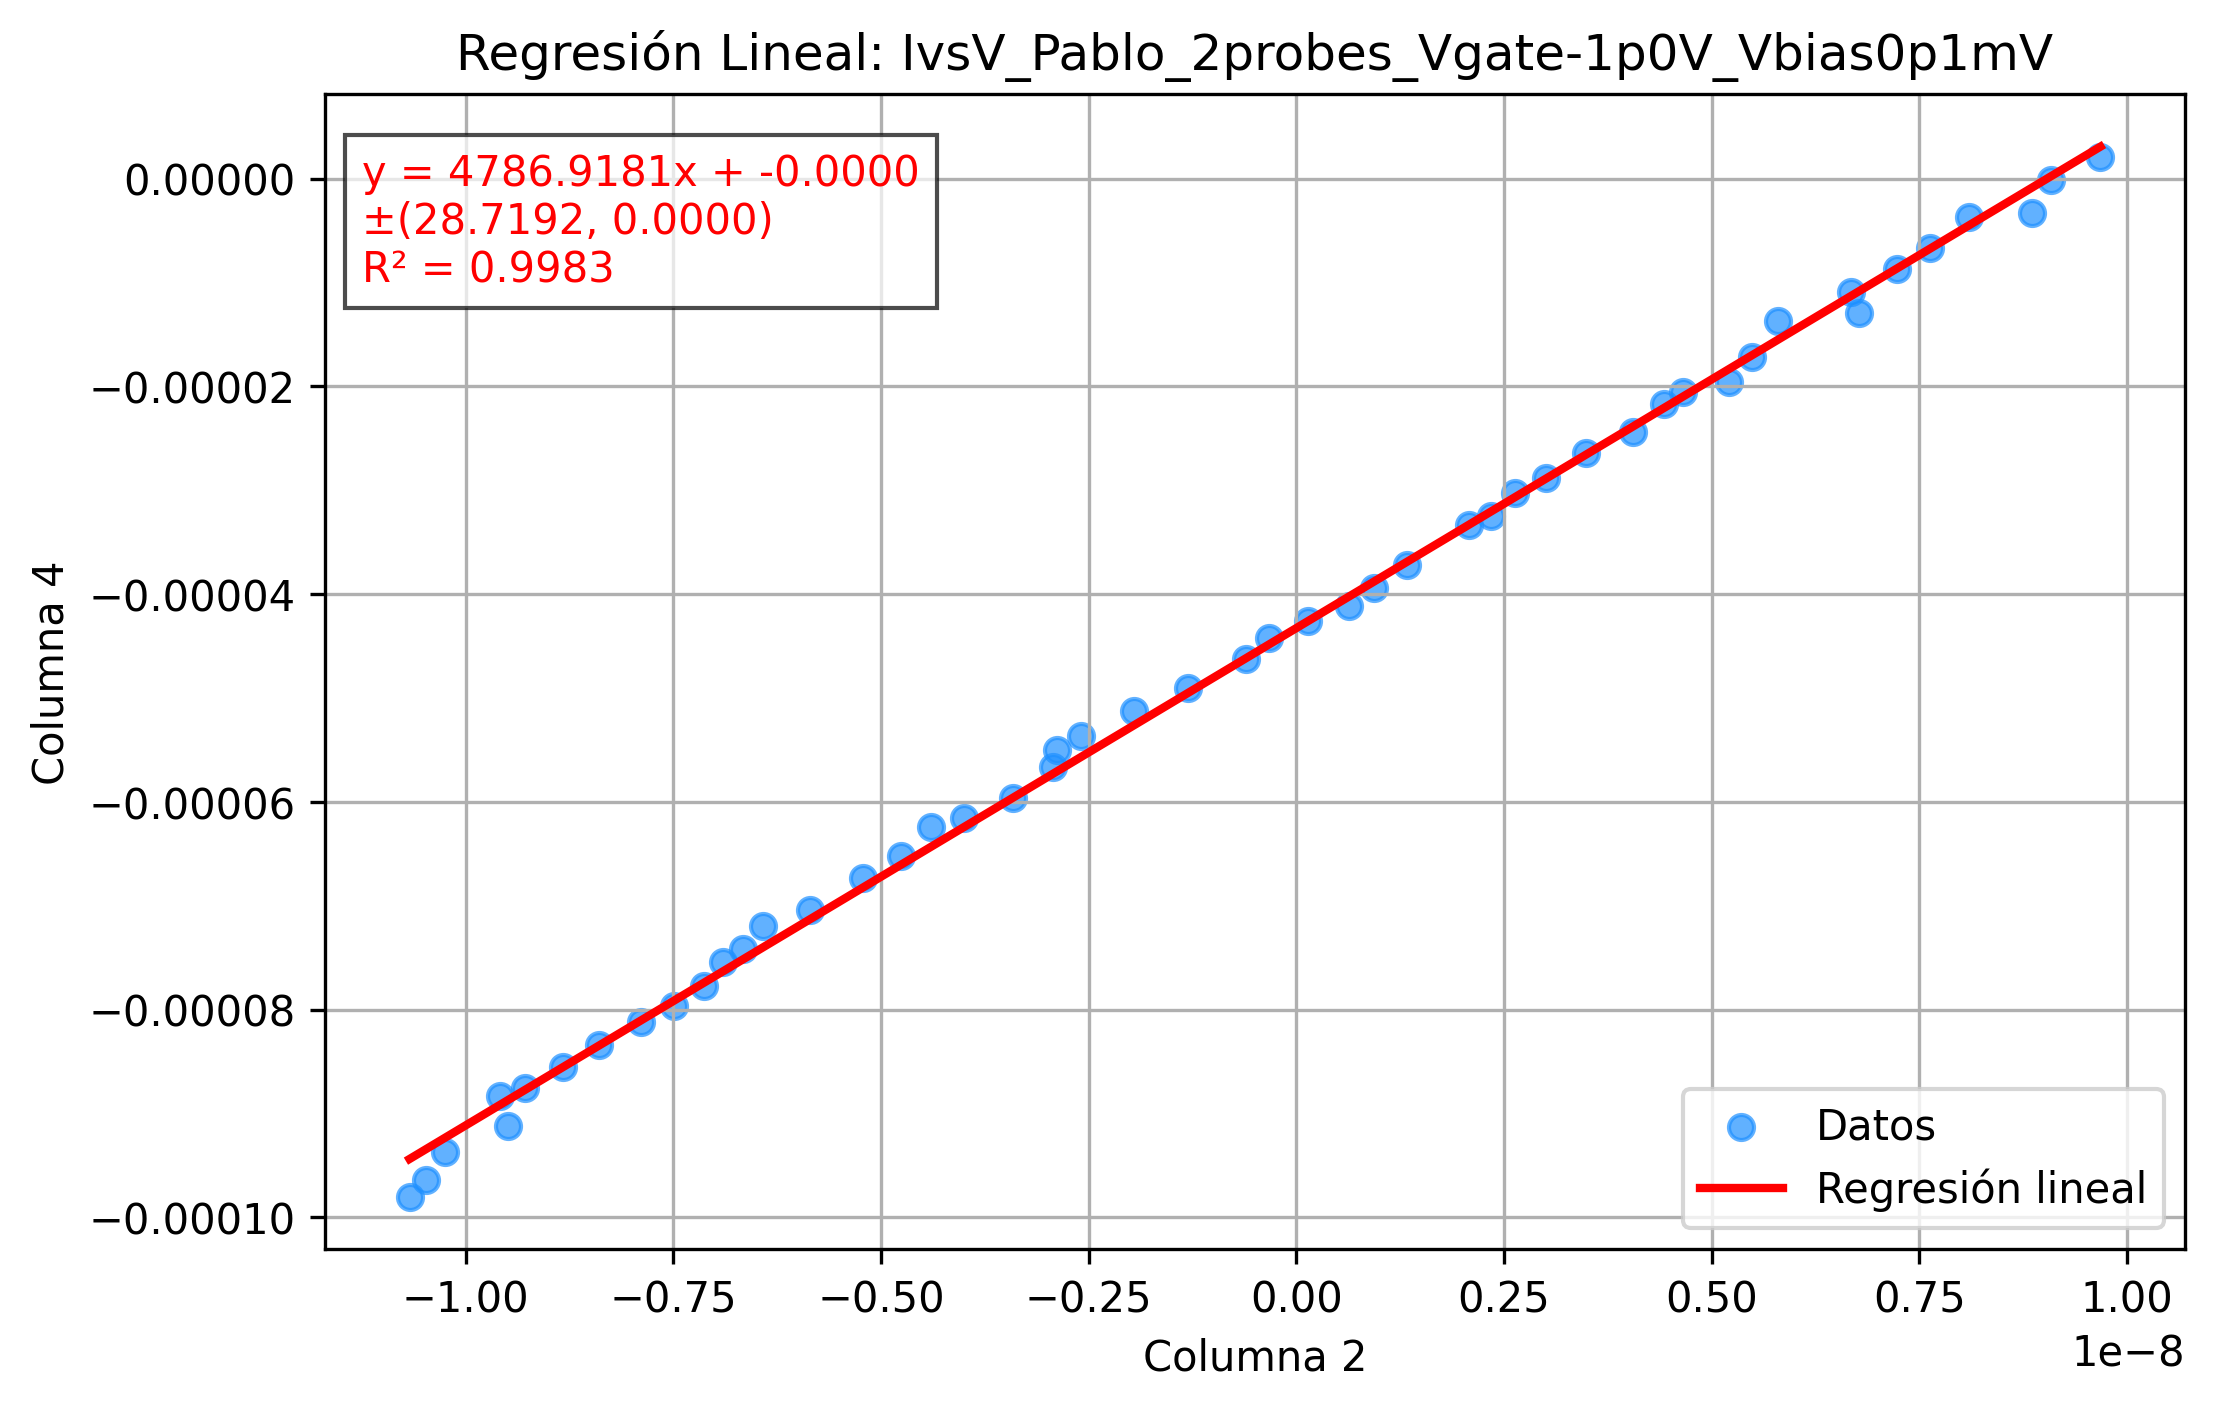 Regresión Lineal: IvsV_Pablo_2probes_Vgate-1p0V_Vbias0p1mV
y = 4786.9181x + -0.0000
±(28.7192, 0.0000)
R² = 0.9983
0.00000
−0.00002
−0.00004
−0.00006
−0.00008
−0.00010
Columna 4
Datos
Regresión lineal
−1.00 −0.75 −0.50 −0.25 0.00 0.25 0.50 0.75 1.00
1e−8
Columna 2